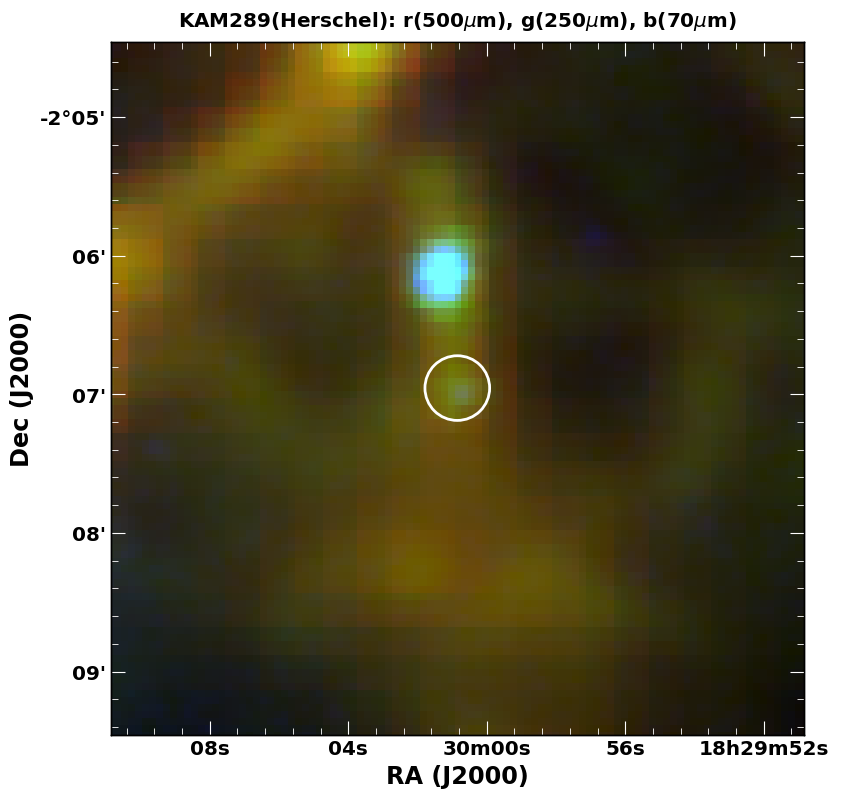 KAM289(Herschel): r(500μm), g(250μm), b(70μm)
-2°05'
06'
07'
08'
09'
Dec (J2000)
08s 04s 30m00s 56s 18h29m52s
RA (J2000)